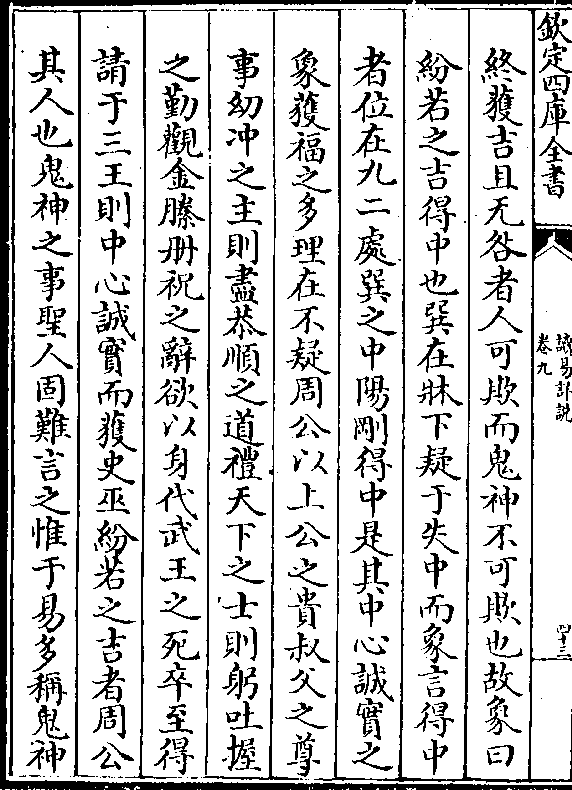 欽定四庫全書
讀易詳説
卷九
四十三
終獲吉且无咎者人可欺而鬼神不可欺也故象曰
紛若之吉得中也巽在牀下疑于失中而象言得中
者位在九二處巽之中陽剛得中是其中心誠實之
象獲福之多理在不疑周公以上公之貴叔父之尊
事幼冲之主則盡恭順之道禮天下之士則躬吐握
之勤觀金縢册祝之辭欲以身代武王之死卒至得
請于三王則中心誠實而獲史巫紛若之吉者周公
其人也鬼神之事聖人固難言之惟于易多稱鬼神